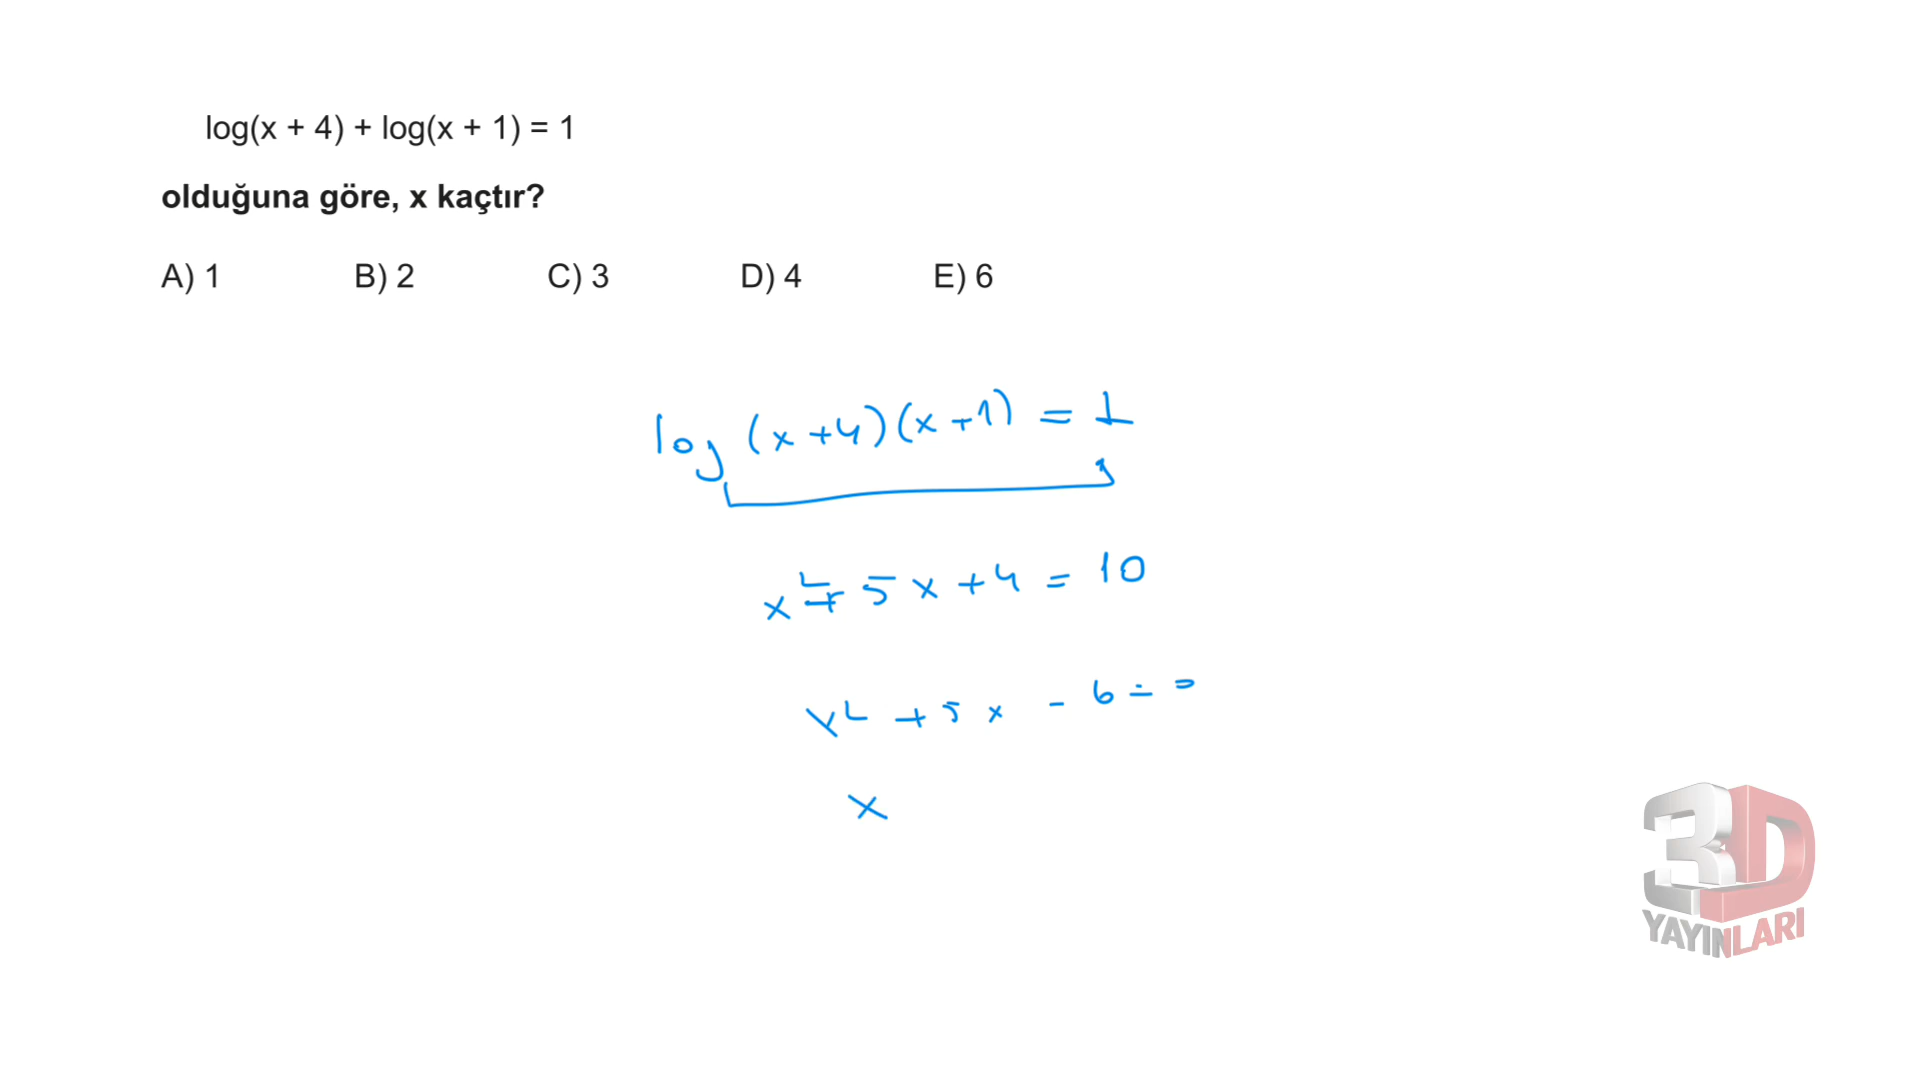 log(x + 4) + log(x + 1) = 1
olduğuna göre, x kaçtır?
A) 1 B) 2 C) 3 D) 4 E) 6
log (x+4)(x+1) = 1
x² + 5x + 4 = 10
x² + 5x - 6 = 0
x
3D
YAYINLARI